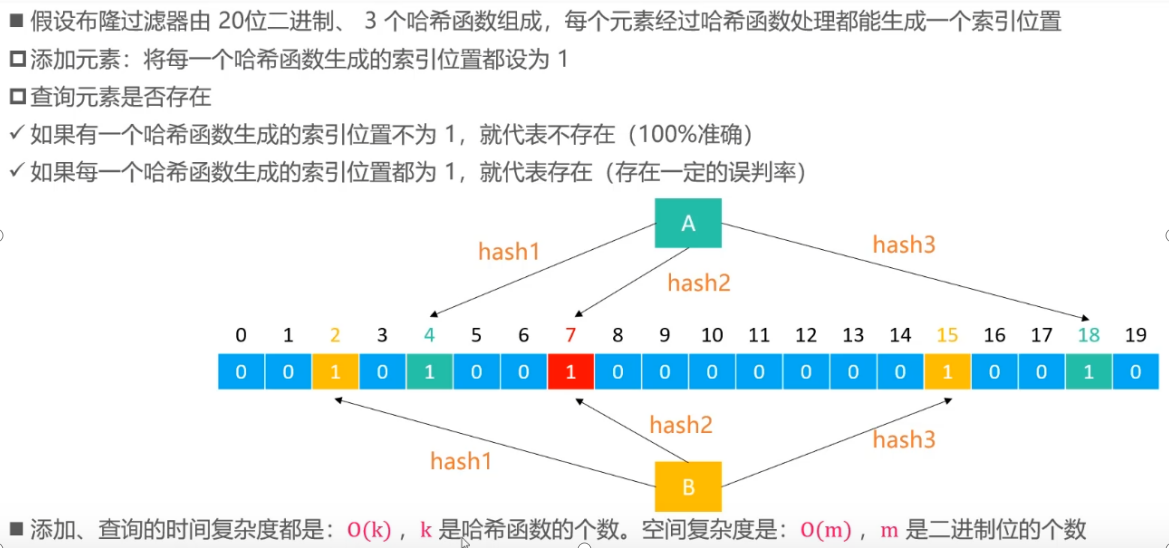 ■ 假设布隆过滤器由 20位二进制、 3 个哈希函数组成，每个元素经过哈希函数处理都能生成一个索引位置
添加元素：将每一个哈希函数生成的索引位置都设为 1
查询元素是否存在
✓ 如果有一个哈希函数生成的索引位置不为 1，就代表不存在（100%准确）
✓ 如果每一个哈希函数生成的索引位置都为 1，就代表存在（存在一定的误判率）
A
hash1
hash3
hash2
0 1 2 3 4 5 6 7 8 9 10 11 12 13 14 15 16 17 18 19
0 0 1 0 1 0 0 1 0 0 0 0 0 0 0 1 0 0 1 0
hash2
hash3
hash1
B
■ 添加、查询的时间复杂度都是：O(k) ，k 是哈希函数的个数。空间复杂度是：O(m) ，m 是二进制位的个数